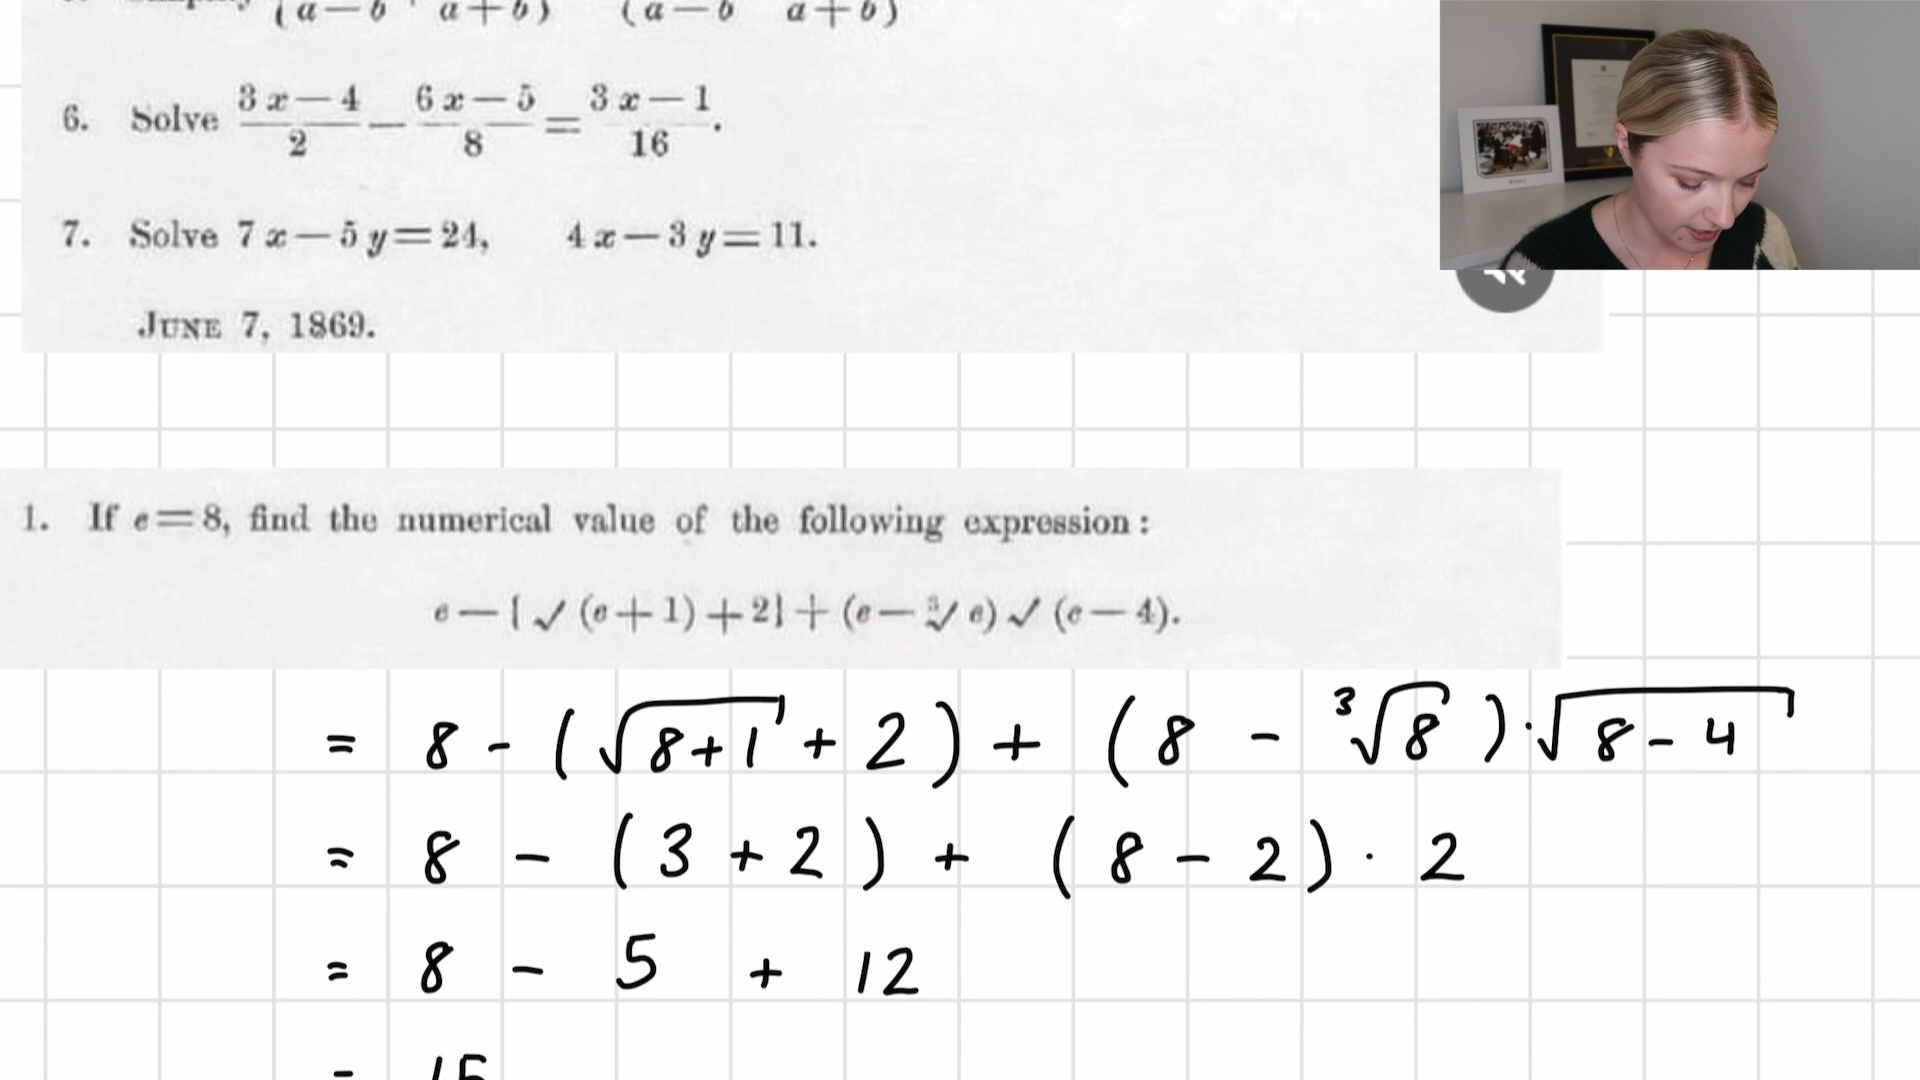 (a−b a+b) (a−b a+b)
6. Solve (3x−4)/2 − (6x−5)/8 = (3x−1)/16.
7. Solve 7x−5y=24, 4x−3y=11.
JUNE 7, 1869.
1. If e=8, find the numerical value of the following expression:
e−{√(e+1)+2}+(e−∛e)√(e−4).
= 8 - (√(8+1) + 2) + (8 - ∛8)·√(8-4)
= 8 - (3 + 2) + (8 - 2) · 2
= 8 - 5 + 12
= 15